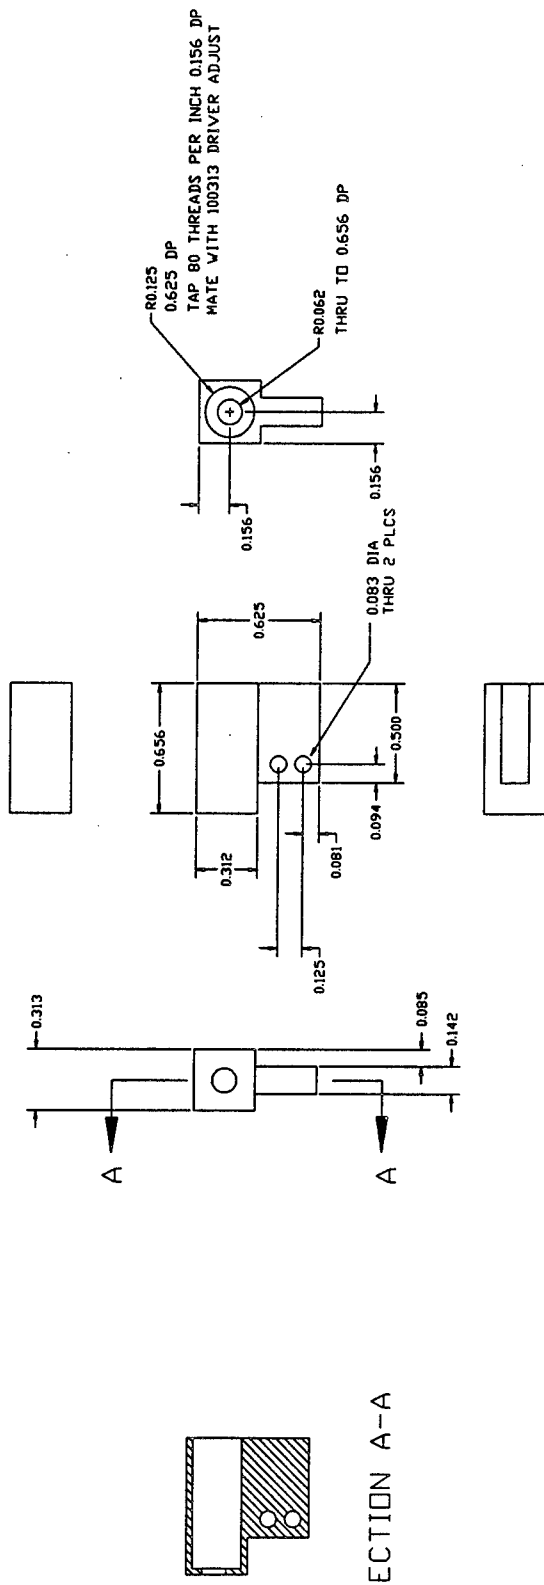 R0.125
0.625 DP
TAP 80 THREADS PER INCH 0.156 DP
MATE WITH 100313 DRIVER ADJUST
R0.062
THRU TO 0.656 DP
0.156
0.156
0.656
0.625
0.312
0.083 DIA
THRU 2 PLCS
0.500
0.094
0.081
0.125
0.313
0.085
0.142
A
A
ECTION A-A